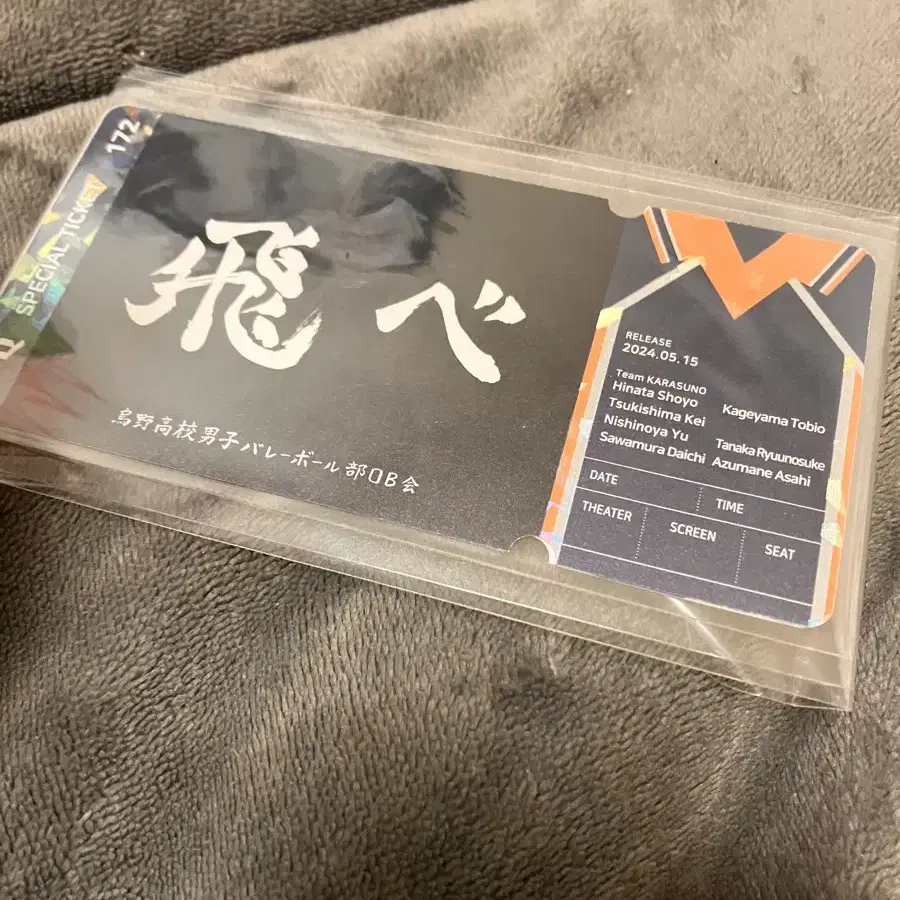 SPECIAL TICKET
172
飛べ
烏野高校男子バレーボール部OB会
RELEASE
2024.05.15
Team KARASUNO
Hinata Shoyo Kageyama Tobio
Tsukishima Kei
Nishinoya Yu Tanaka Ryuunosuke
Sawamura Daichi Azumane Asahi
DATE TIME
THEATER SCREEN SEAT